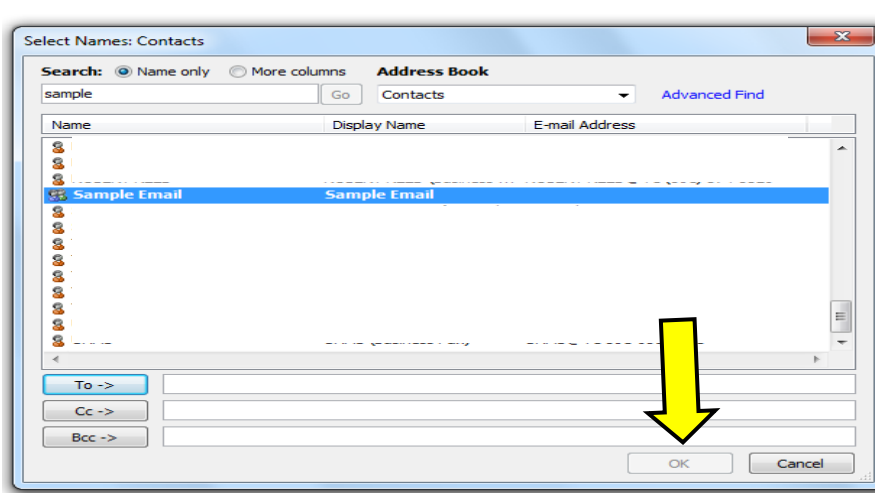 Select Names: Contacts
Search: Name only More columns Address Book
sample Go Contacts Advanced Find
Name Display Name E-mail Address
Sample Email Sample Email
To ->
Cc ->
Bcc ->
OK Cancel